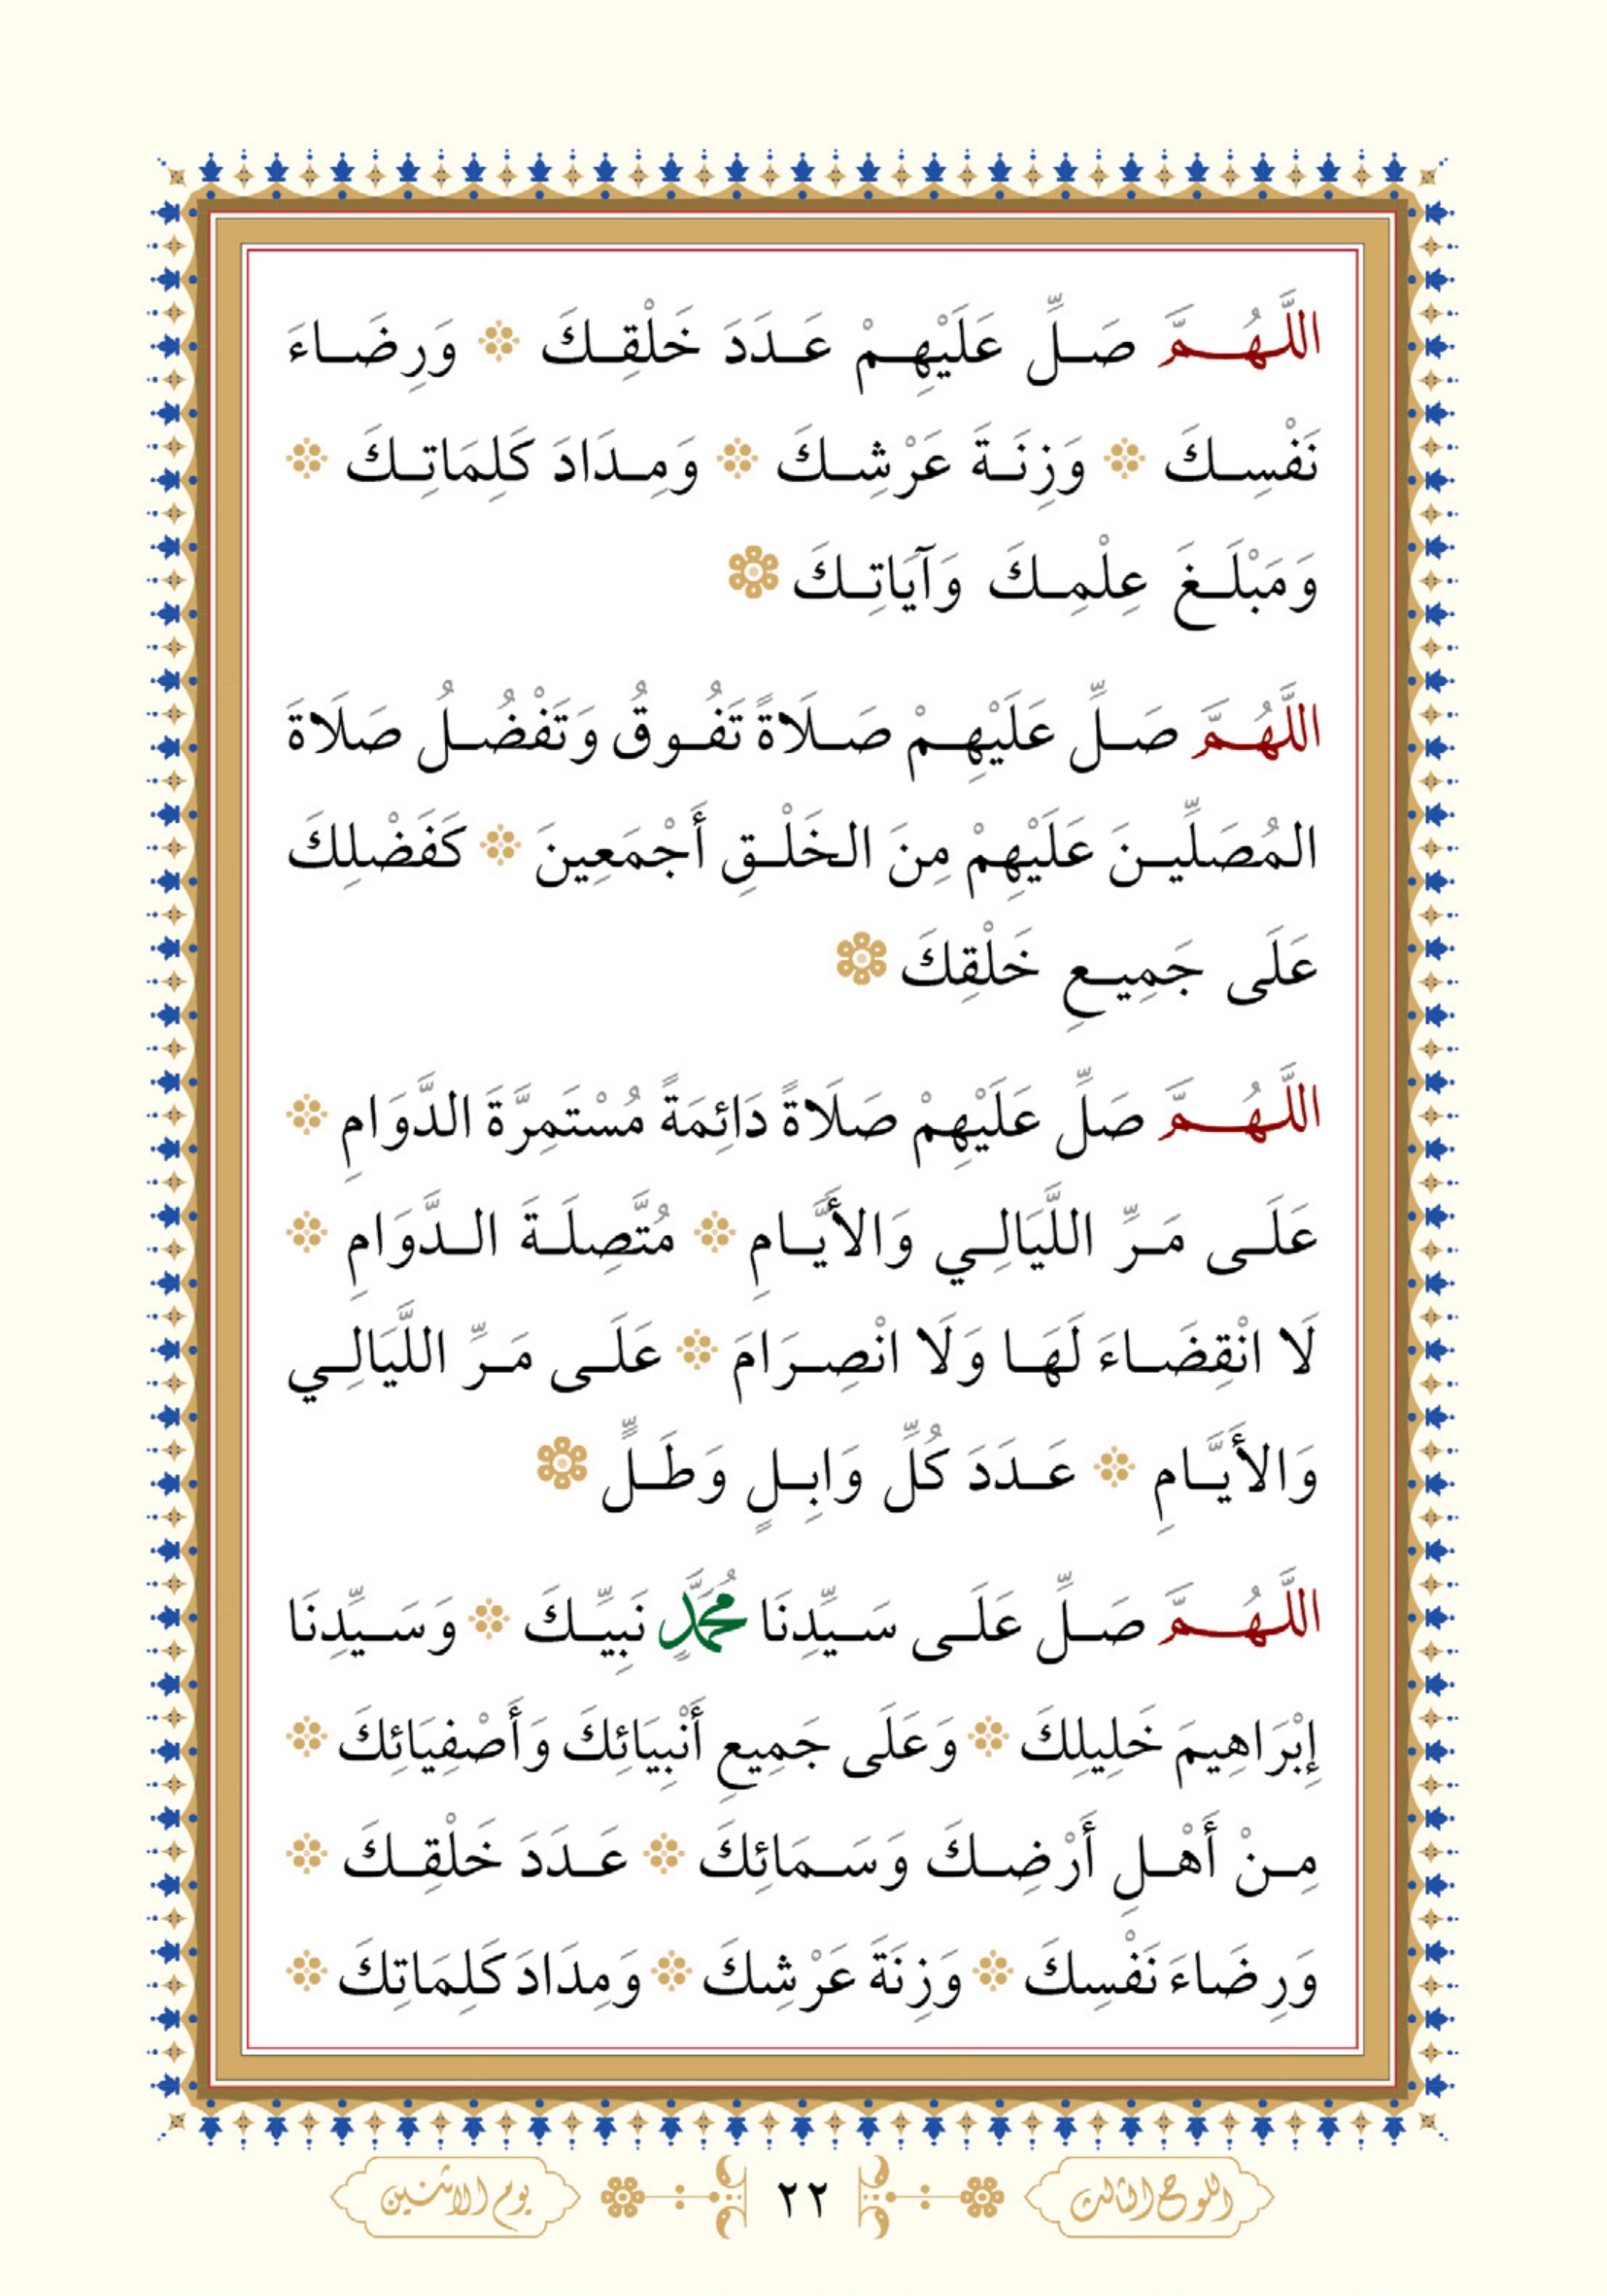 اللَّهُمَّ صَلِّ عَلَيْهِمْ عَدَدَ خَلْقِكَ وَرِضَاءَ
نَفْسِكَ وَزِنَةَ عَرْشِكَ وَمِدَادَ كَلِمَاتِكَ
وَمَبْلَغَ عِلْمِكَ وَآيَاتِكَ
اللَّهُمَّ صَلِّ عَلَيْهِمْ صَلَاةً تَفُوقُ وَتَفْضُلُ صَلَاةَ
المُصَلِّينَ عَلَيْهِمْ مِنَ الخَلْقِ أَجْمَعِينَ كَفَضْلِكَ
عَلَى جَمِيعِ خَلْقِكَ
اللَّهُمَّ صَلِّ عَلَيْهِمْ صَلَاةً دَائِمَةً مُسْتَمِرَّةَ الدَّوَامِ
عَلَى مَرِّ اللَّيَالِي وَالأَيَّامِ مُتَّصِلَةَ الدَّوَامِ
لَا انْقِضَاءَ لَهَا وَلَا انْصِرَامَ عَلَى مَرِّ اللَّيَالِي
وَالأَيَّامِ عَدَدَ كُلِّ وَابِلٍ وَطَلٍّ
اللَّهُمَّ صَلِّ عَلَى سَيِّدِنَا مُحَمَّدٍ نَبِيِّكَ وَسَيِّدِنَا
إِبْرَاهِيمَ خَلِيلِكَ وَعَلَى جَمِيعِ أَنْبِيَائِكَ وَأَصْفِيَائِكَ
مِنْ أَهْلِ أَرْضِكَ وَسَمَائِكَ عَدَدَ خَلْقِكَ
وَرِضَاءَ نَفْسِكَ وَزِنَةَ عَرْشِكَ وَمِدَادَ كَلِمَاتِكَ
اللوح الثالث ٢٢ يوم الاثنين